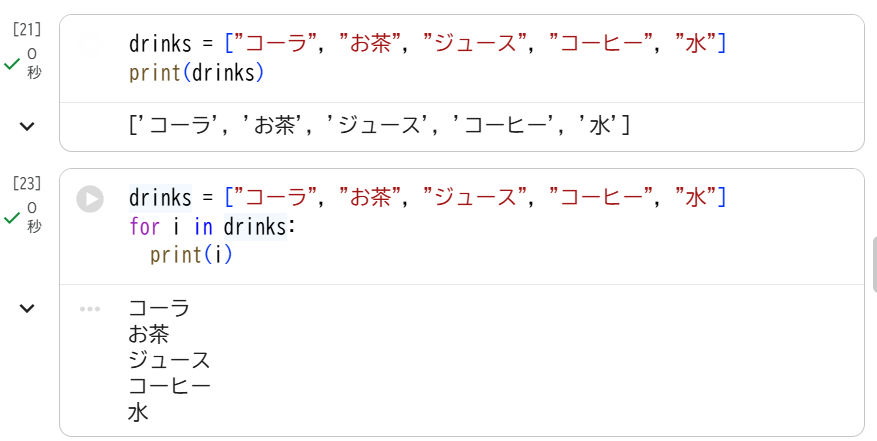 [21]
0
秒
drinks = ["コーラ", "お茶", "ジュース", "コーヒー", "水"]
print(drinks)
['コーラ', 'お茶', 'ジュース', 'コーヒー', '水']
[23]
0
秒
drinks = ["コーラ", "お茶", "ジュース", "コーヒー", "水"]
for i in drinks:
  print(i)
コーラ
お茶
ジュース
コーヒー
水